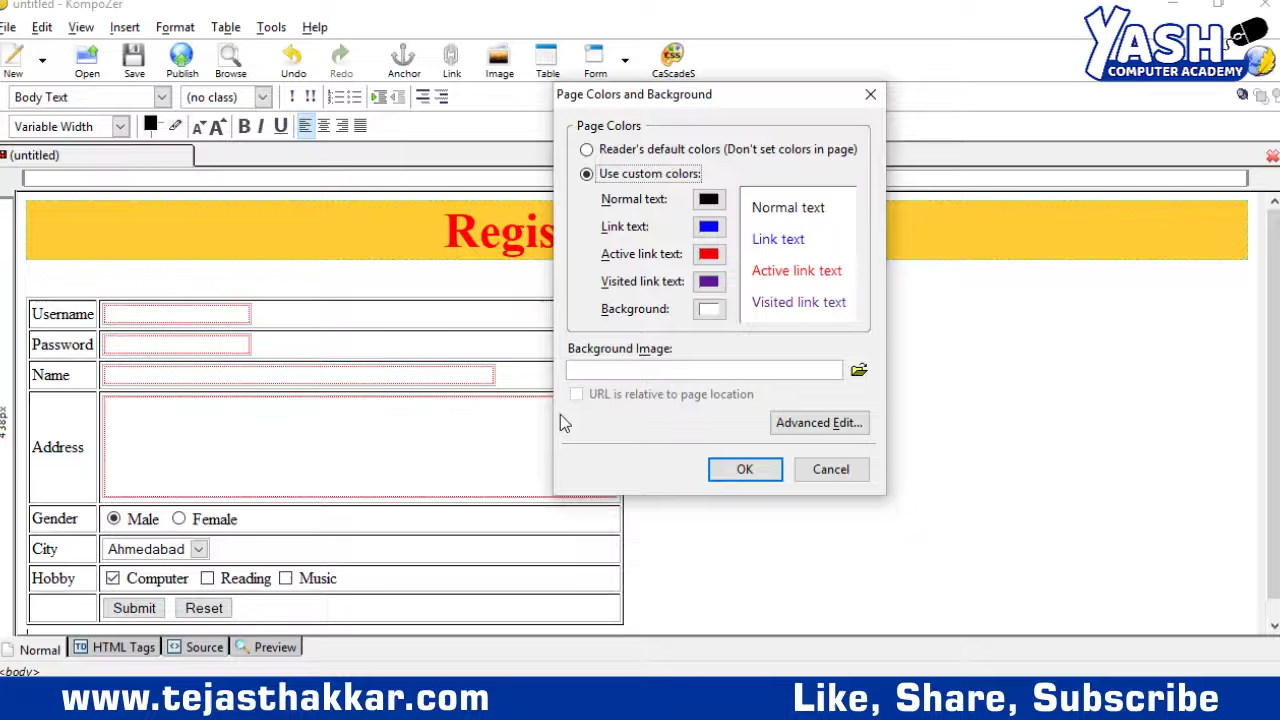 untitled) - KompoZer
File Edit View Insert Format Table Tools Help
YASH
COMPUTER ACADEMY
New Open Save Publish Browse Undo Redo Anchor Link Image Table Form CaScadeS
Body Text (no class)
Variable Width B I U
(untitled)
Page Colors and Background
Page Colors
Reader's default colors (Don't set colors in page)
Use custom colors:
Normal text:
Link text:
Active link text:
Visited link text:
Background:
Normal text
Link text
Active link text
Visited link text
Background Image:
URL is relative to page location
Advanced Edit...
OK Cancel
Regis
Username
Password
Name
Address
Gender Male Female
City Ahmedabad
Hobby Computer Reading Music
Submit Reset
438px
Normal HTML Tags Source Preview
<body>
www.tejasthakkar.com
Like, Share, Subscribe